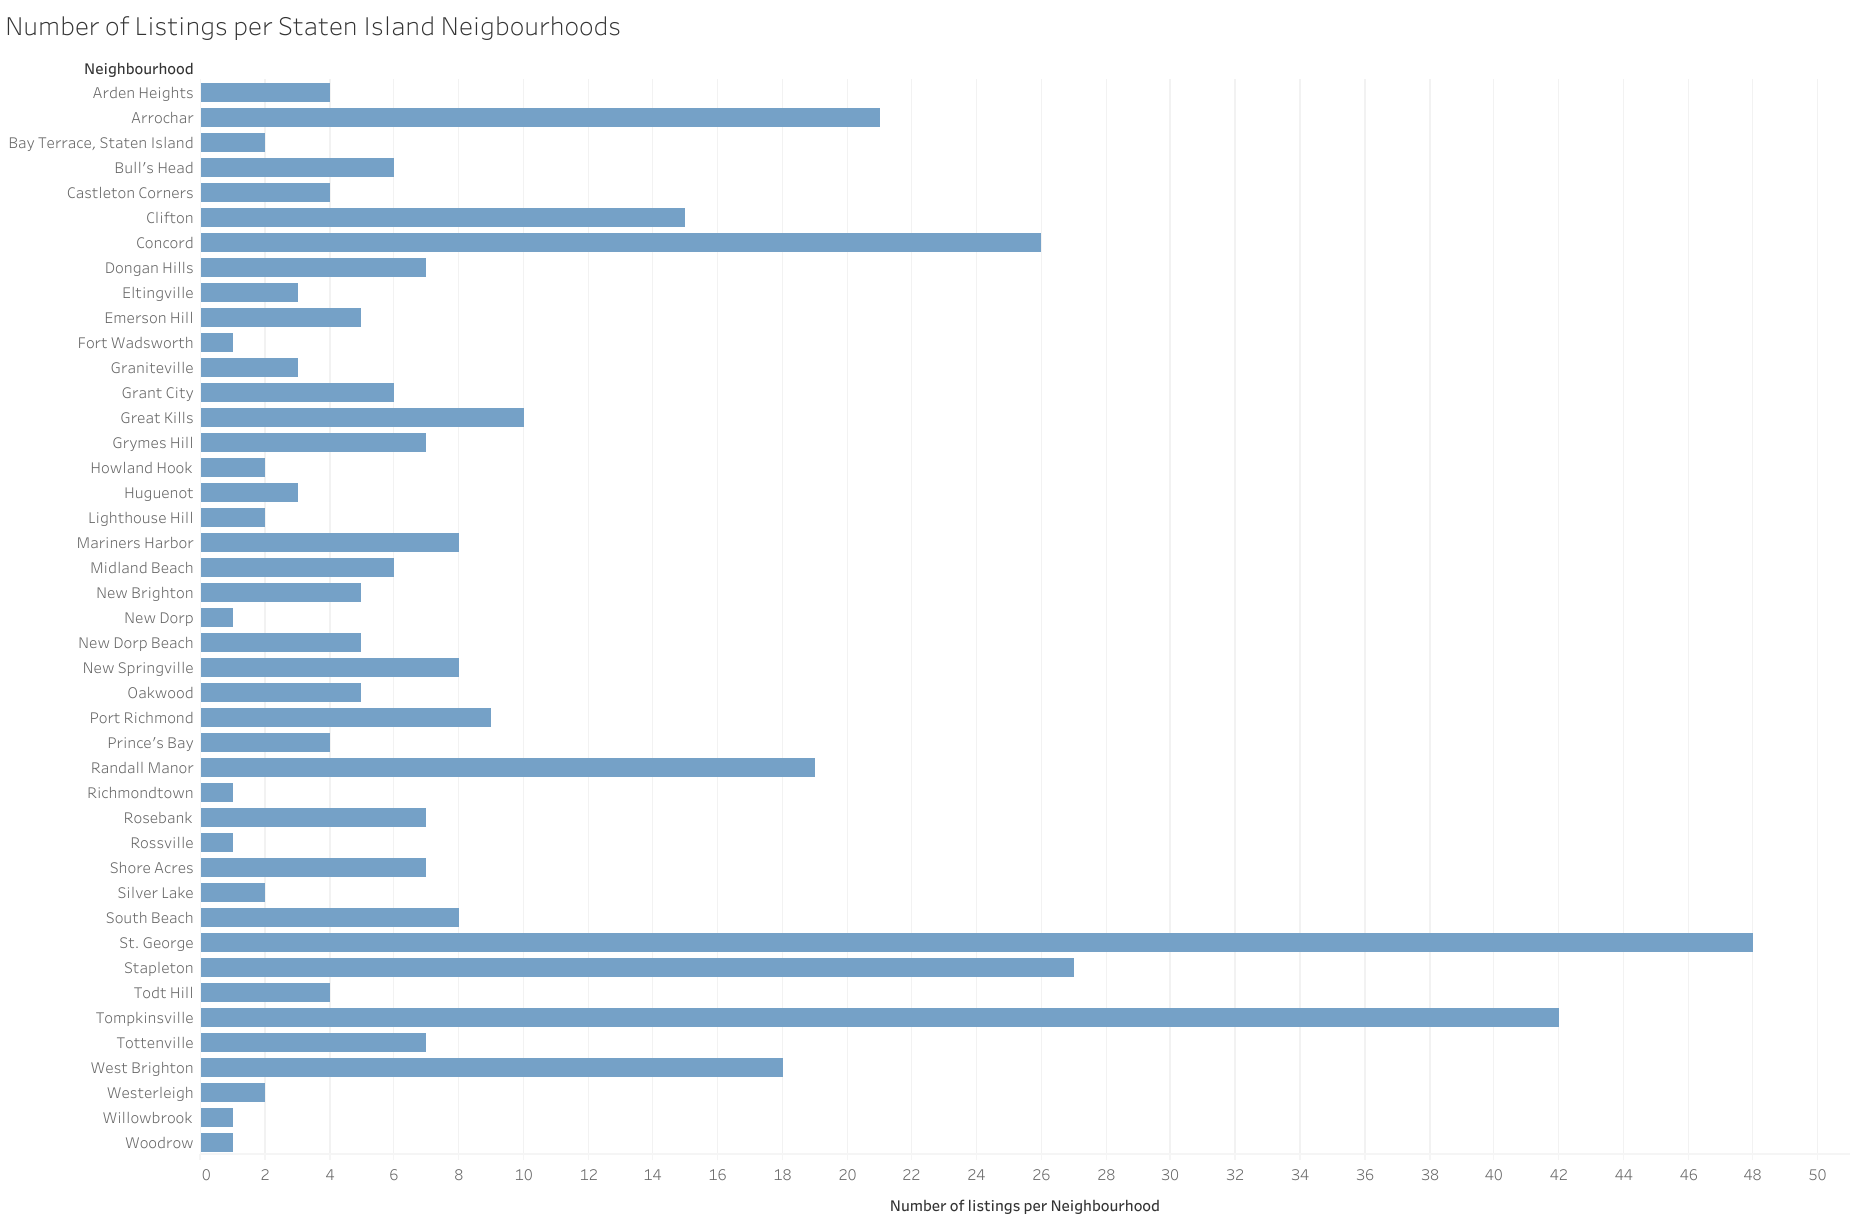 Number of Listings per Staten Island Neigbourhoods
Neighbourhood
Arden Heights
Arrochar
Bay Terrace, Staten Island
Bull's Head
Castleton Corners
Clifton
Concord
Dongan Hills
Eltingville
Emerson Hill
Fort Wadsworth
Graniteville
Grant City
Great Kills
Grymes Hill
Howland Hook
Huguenot
Lighthouse Hill
Mariners Harbor
Midland Beach
New Brighton
New Dorp
New Dorp Beach
New Springville
Oakwood
Port Richmond
Prince's Bay
Randall Manor
Richmondtown
Rosebank
Rossville
Shore Acres
Silver Lake
South Beach
St. George
Stapleton
Todt Hill
Tompkinsville
Tottenville
West Brighton
Westerleigh
Willowbrook
Woodrow
0 2 4 6 8 10 12 14 16 18 20 22 24 26 28 30 32 34 36 38 40 42 44 46 48 50
Number of listings per Neighbourhood